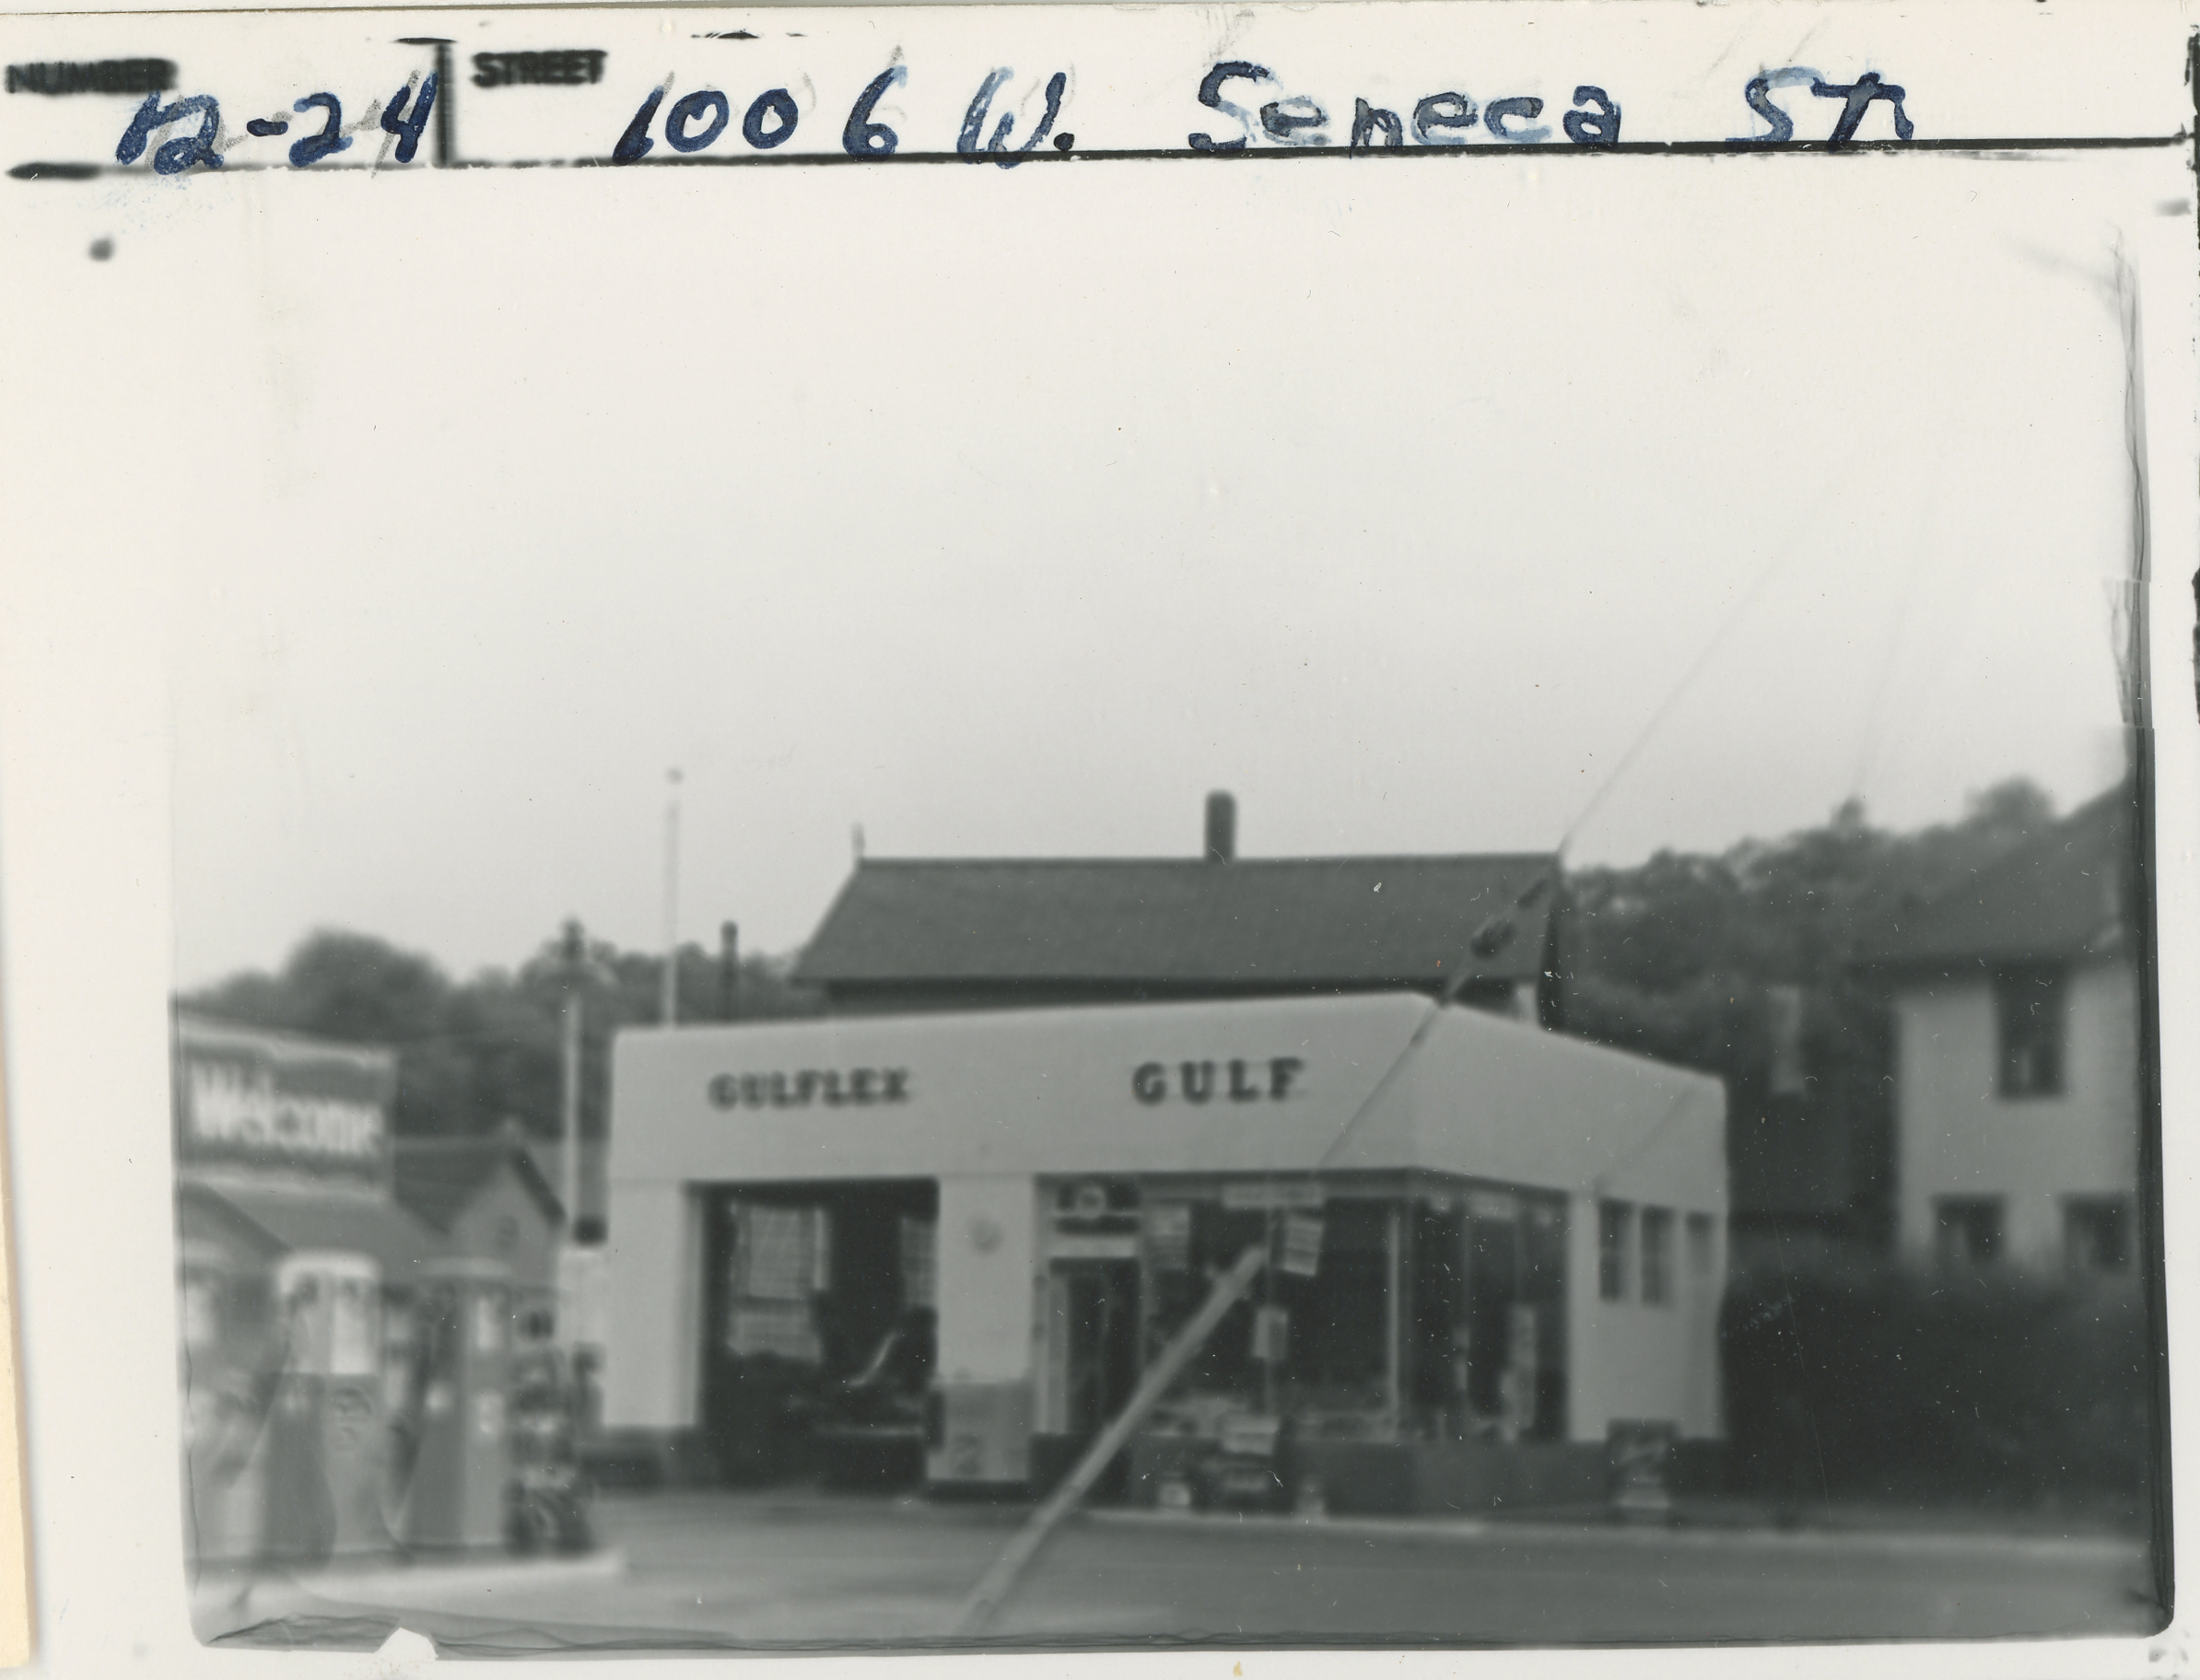 NUMBER
12-24
STREET
1006 W. Seneca St
GULFLEX
GULF
Welcome